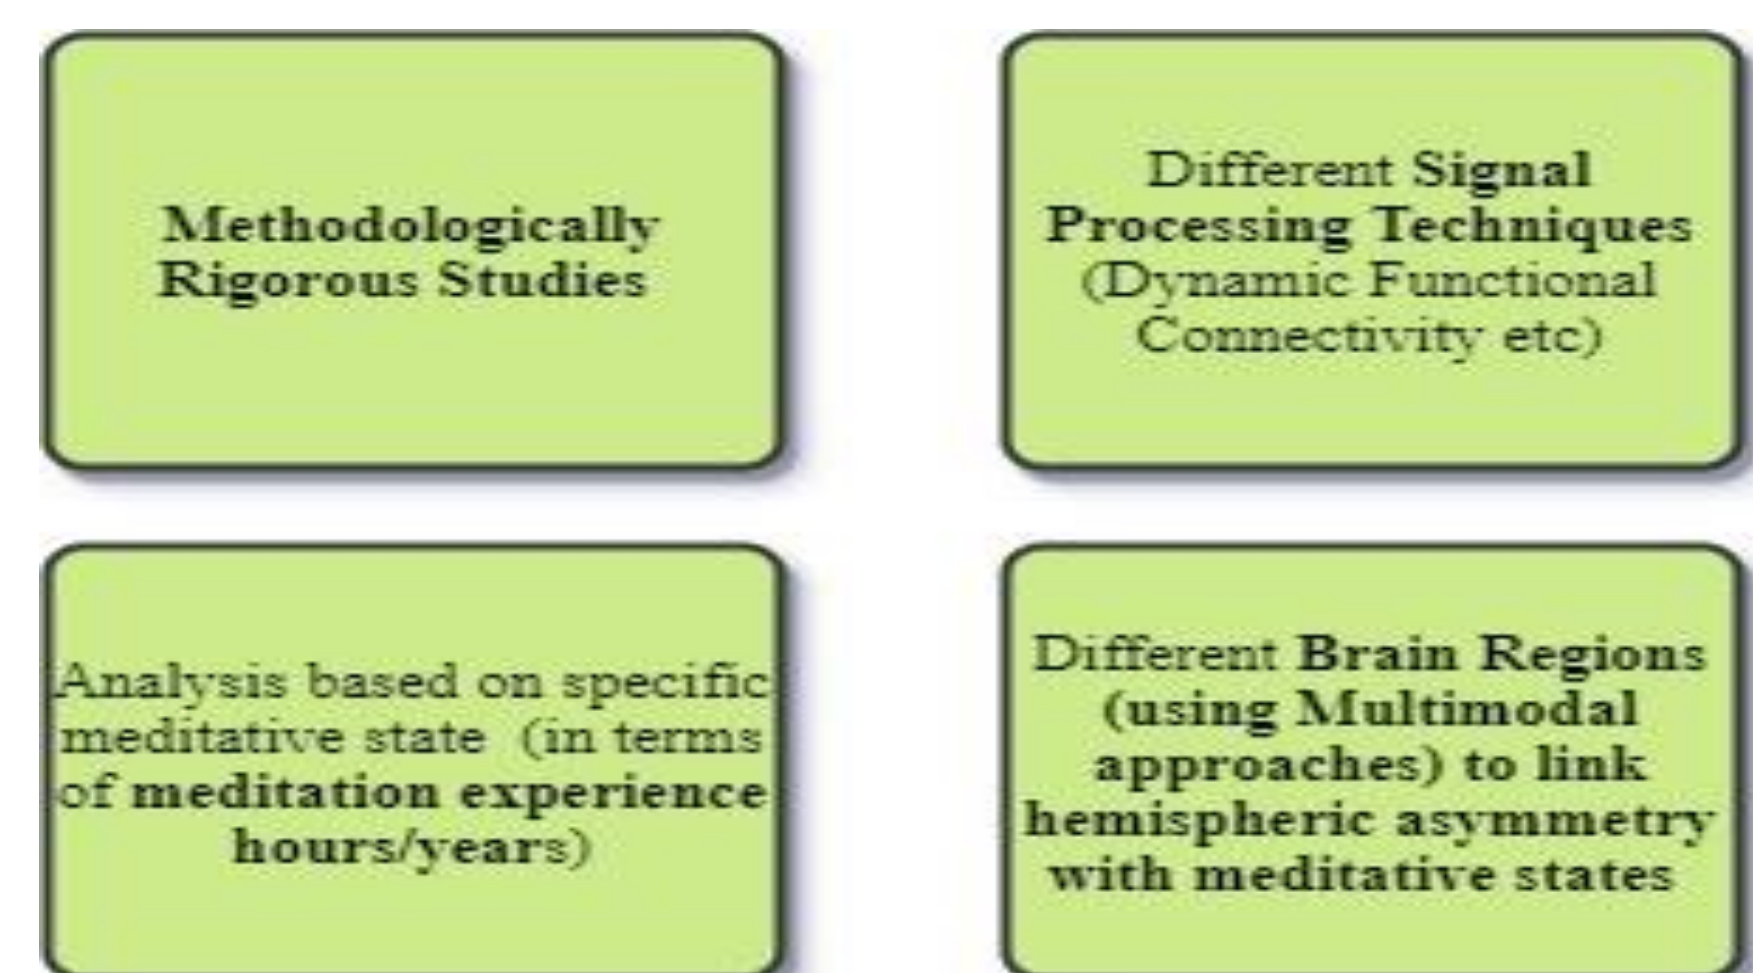 Methodologically
Rigorous Studies
Different Signal
Processing Techniques
(Dynamic Functional
Connectivity etc)
Analysis based on specific
meditative state (in terms
of meditation experience
hours/years)
Different Brain Regions
(using Multimodal
approaches) to link
hemispheric asymmetry
with meditative states